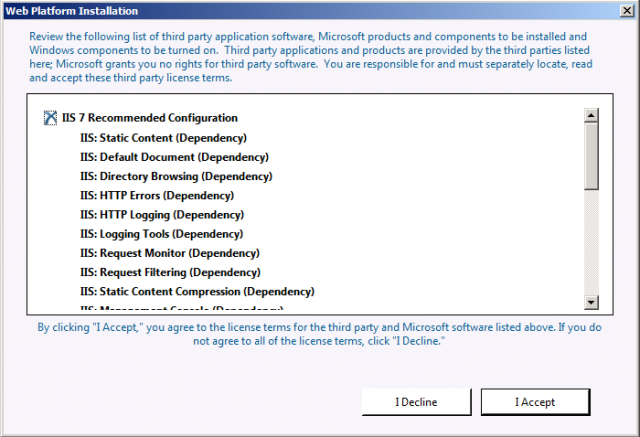 Web Platform Installation
Review the following list of third party application software, Microsoft products and components to be installed and
Windows components to be turned on.  Third party applications and products are provided by the third parties listed
here; Microsoft grants you no rights for third party software.  You are responsible for and must separately locate, read
and accept these third party license terms.
IIS 7 Recommended Configuration
IIS: Static Content (Dependency)
IIS: Default Document (Dependency)
IIS: Directory Browsing (Dependency)
IIS: HTTP Errors (Dependency)
IIS: HTTP Logging (Dependency)
IIS: Logging Tools (Dependency)
IIS: Request Monitor (Dependency)
IIS: Request Filtering (Dependency)
IIS: Static Content Compression (Dependency)
IIS: Management Console (Dependency)
By clicking "I Accept," you agree to the license terms for the third party and Microsoft software listed above. If you do
not agree to all of the license terms, click "I Decline."
I Decline
I Accept